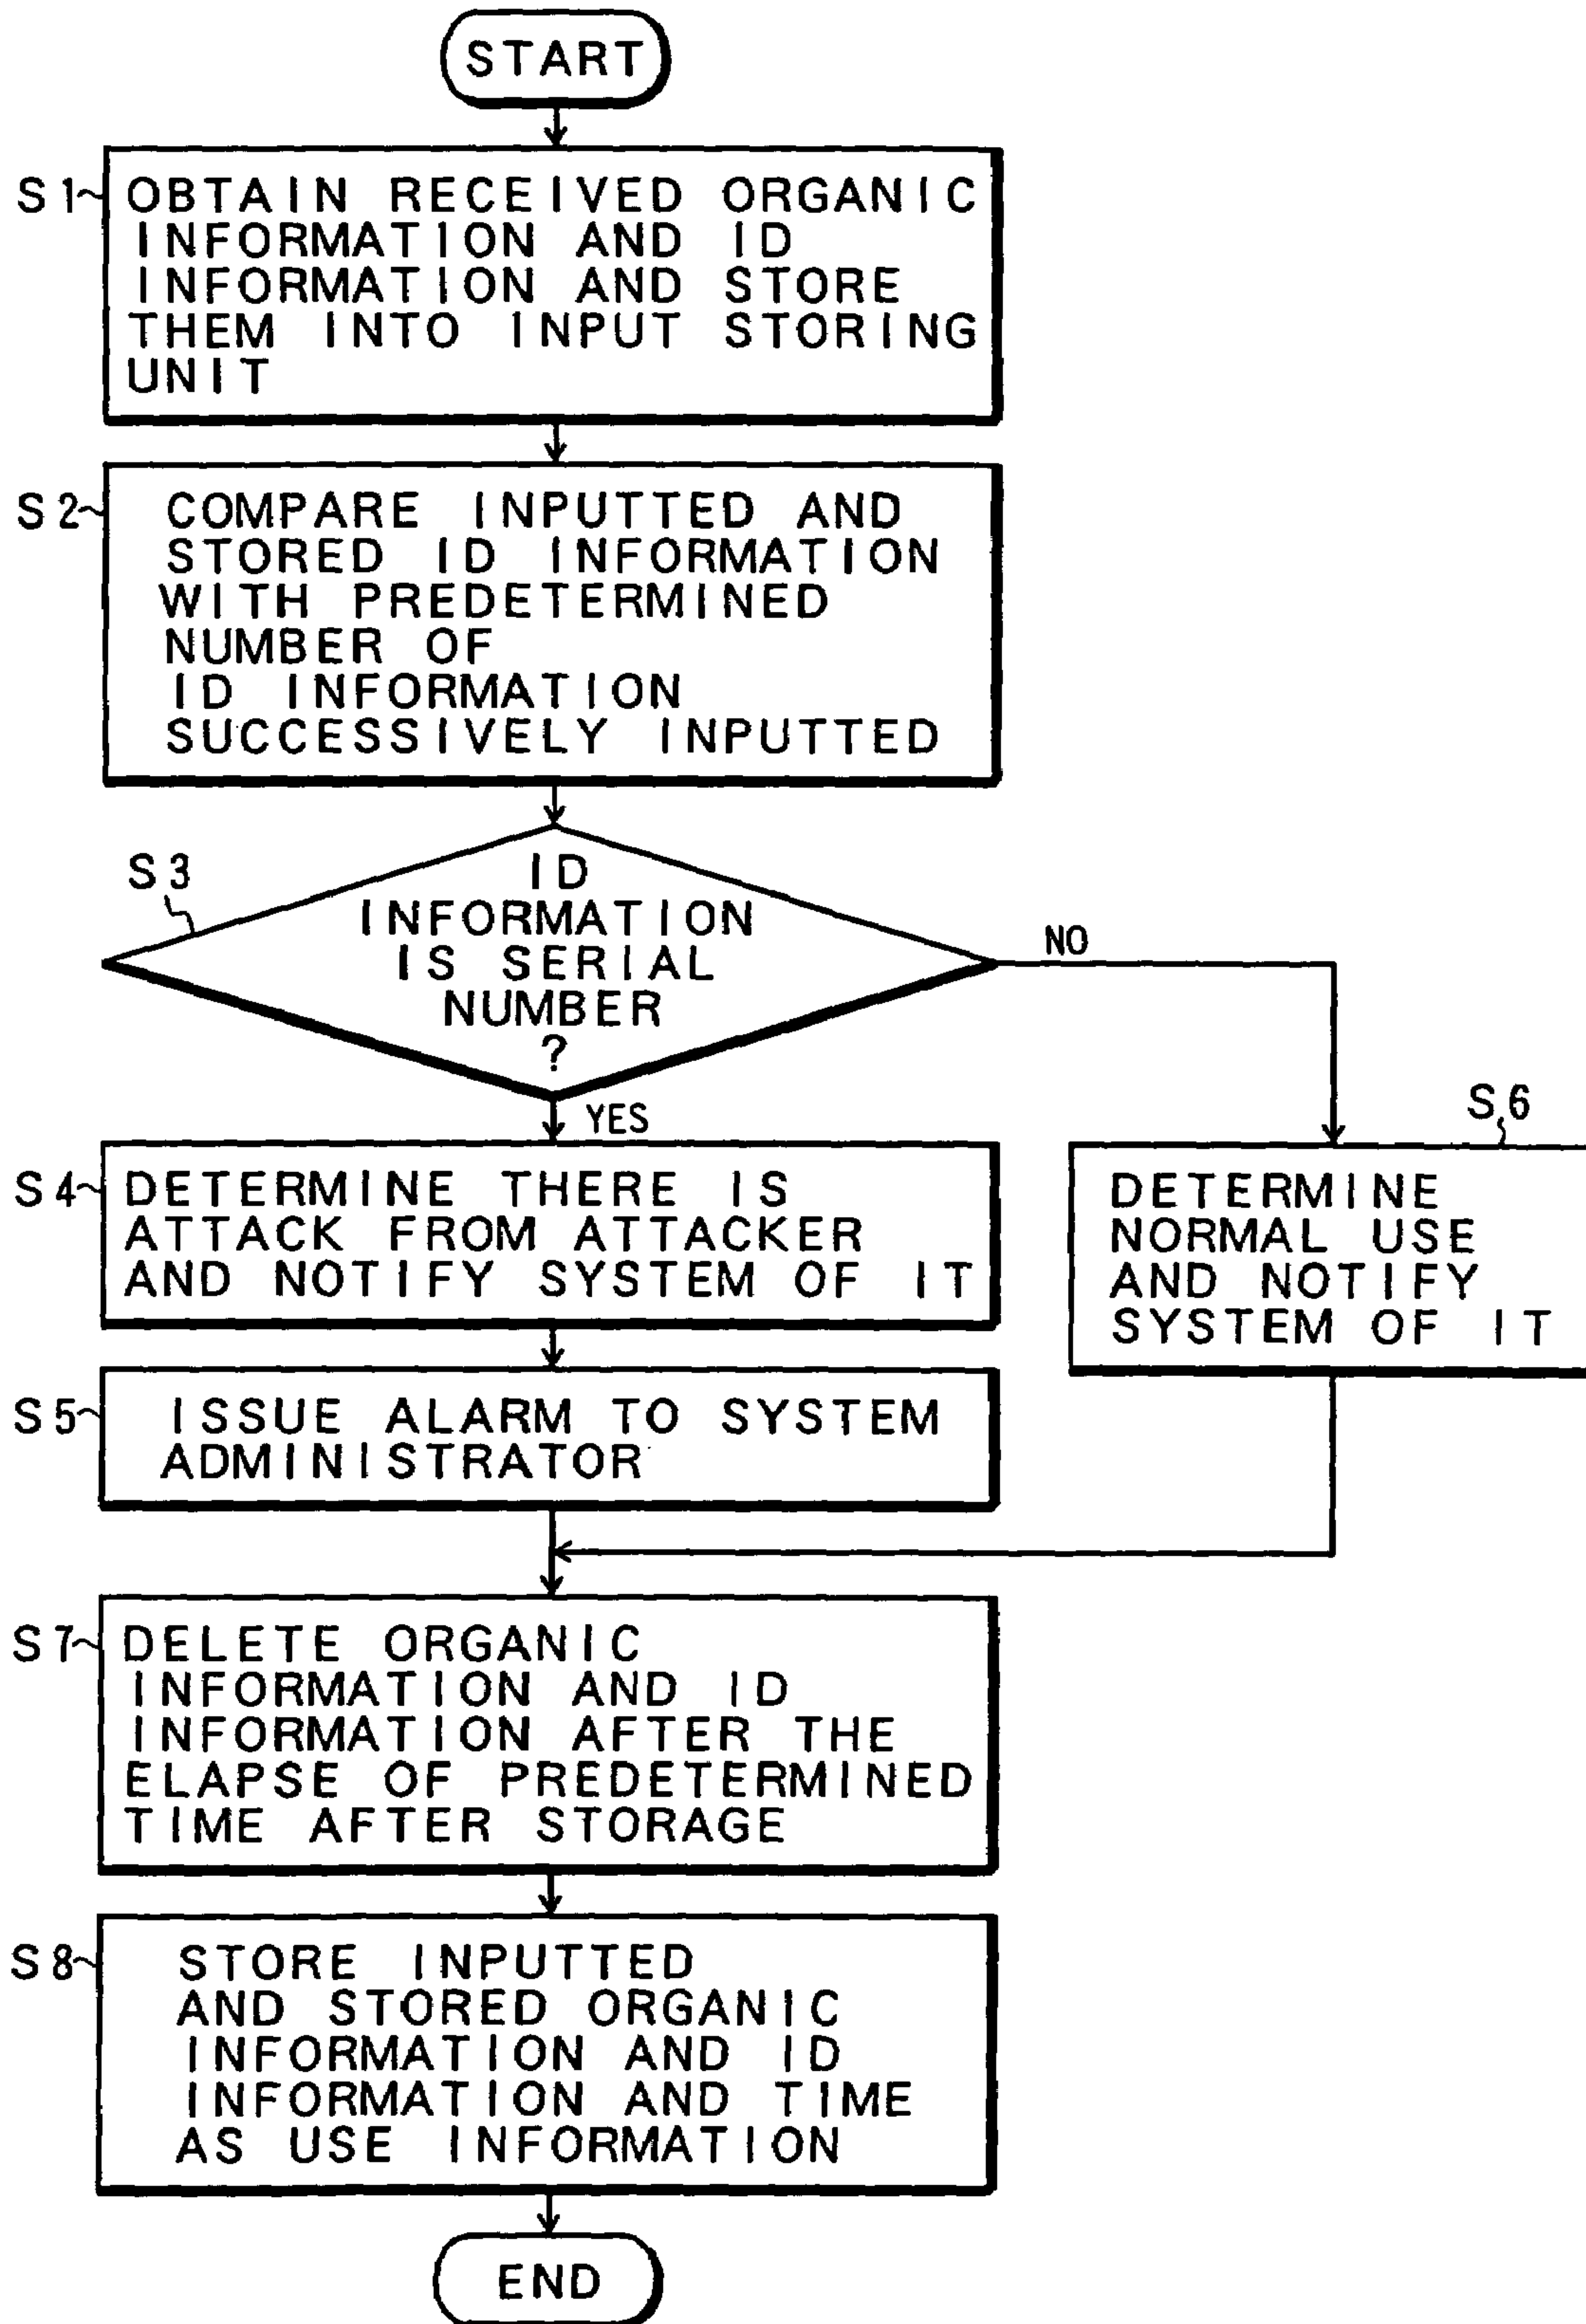 START
S1
OBTAIN RECEIVED ORGANIC
INFORMATION AND ID
INFORMATION AND STORE
THEM INTO INPUT STORING
UNIT
S2
COMPARE INPUTTED AND
STORED ID INFORMATION
WITH PREDETERMINED
NUMBER OF
ID INFORMATION
SUCCESSIVELY INPUTTED
S3
ID
INFORMATION
IS SERIAL
NUMBER
?
NO
YES
S4
DETERMINE THERE IS
ATTACK FROM ATTACKER
AND NOTIFY SYSTEM OF IT
S6
DETERMINE
NORMAL USE
AND NOTIFY
SYSTEM OF IT
S5
ISSUE ALARM TO SYSTEM
ADMINISTRATOR
S7
DELETE ORGANIC
INFORMATION AND ID
INFORMATION AFTER THE
ELAPSE OF PREDETERMINED
TIME AFTER STORAGE
S8
STORE INPUTTED
AND STORED ORGANIC
INFORMATION AND ID
INFORMATION AND TIME
AS USE INFORMATION
END